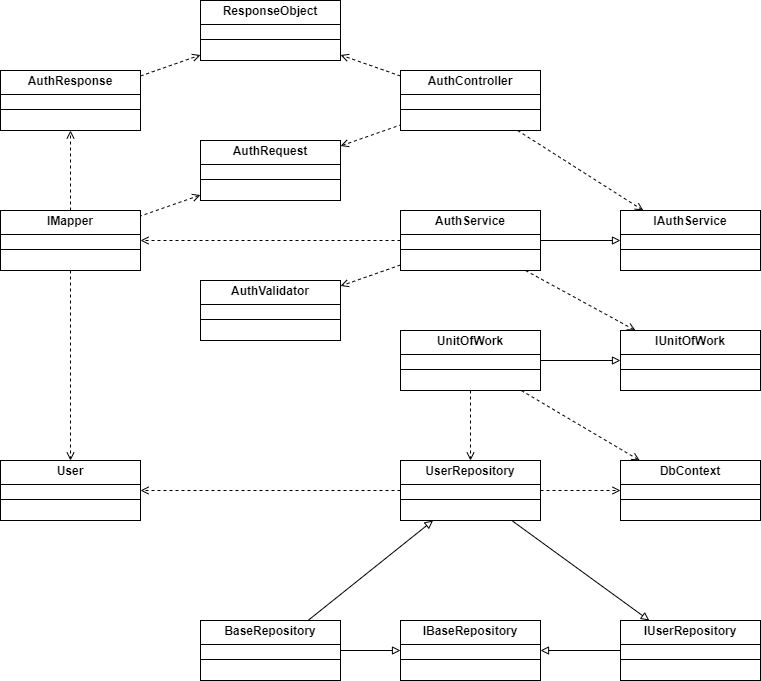 ResponseObject
AuthResponse
AuthController
AuthRequest
IMapper
AuthService
IAuthService
AuthValidator
UnitOfWork
IUnitOfWork
User
UserRepository
DbContext
BaseRepository
IBaseRepository
IUserRepository